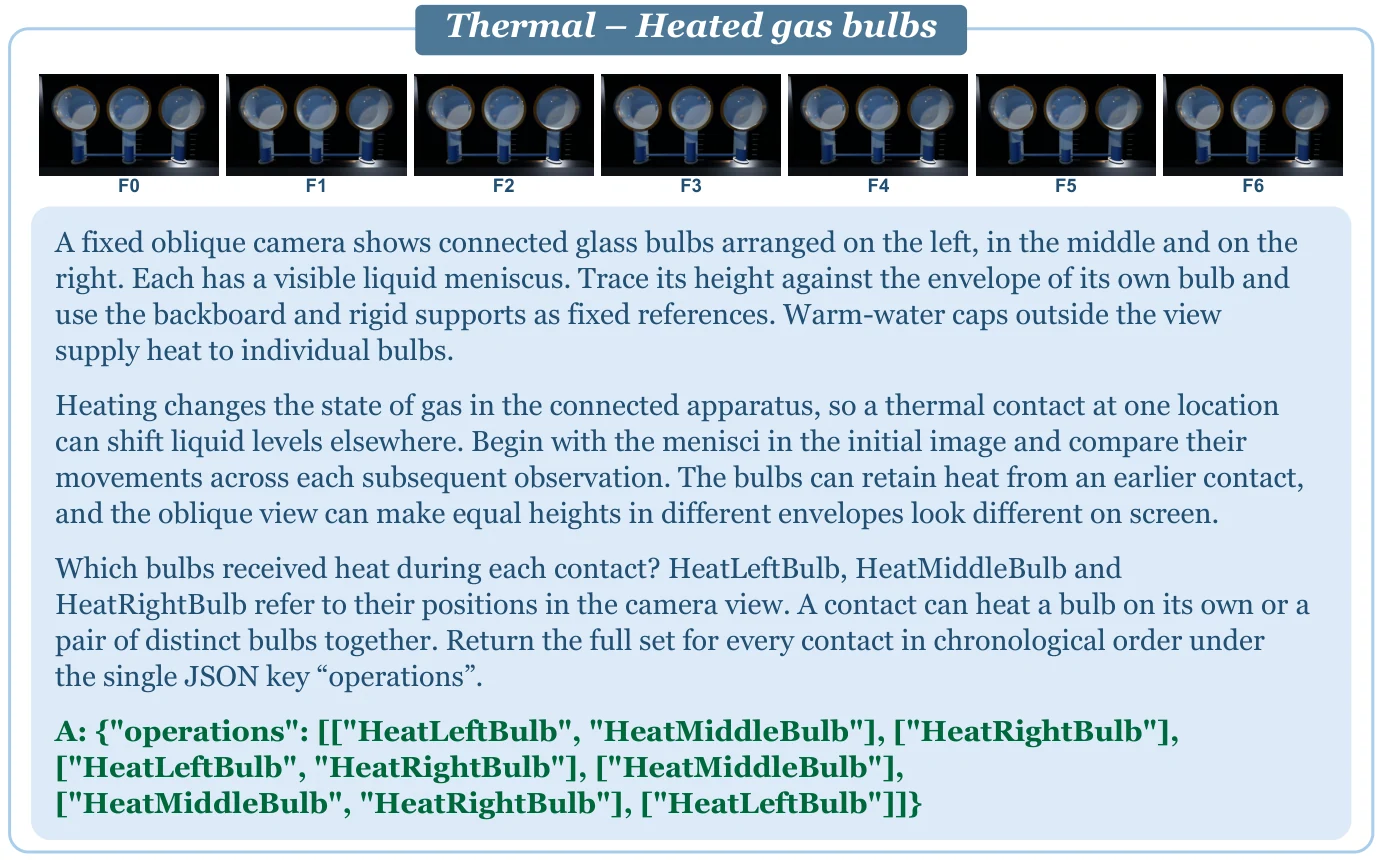 Thermal – Heated gas bulbs
F0 F1 F2 F3 F4 F5 F6
A fixed oblique camera shows connected glass bulbs arranged on the left, in the middle and on the
right. Each has a visible liquid meniscus. Trace its height against the envelope of its own bulb and
use the backboard and rigid supports as fixed references. Warm-water caps outside the view
supply heat to individual bulbs.
Heating changes the state of gas in the connected apparatus, so a thermal contact at one location
can shift liquid levels elsewhere. Begin with the menisci in the initial image and compare their
movements across each subsequent observation. The bulbs can retain heat from an earlier contact,
and the oblique view can make equal heights in different envelopes look different on screen.
Which bulbs received heat during each contact? HeatLeftBulb, HeatMiddleBulb and
HeatRightBulb refer to their positions in the camera view. A contact can heat a bulb on its own or a
pair of distinct bulbs together. Return the full set for every contact in chronological order under
the single JSON key “operations”.
A: {"operations": [["HeatLeftBulb", "HeatMiddleBulb"], ["HeatRightBulb"],
["HeatLeftBulb", "HeatRightBulb"], ["HeatMiddleBulb"],
["HeatMiddleBulb", "HeatRightBulb"], ["HeatLeftBulb"]]}